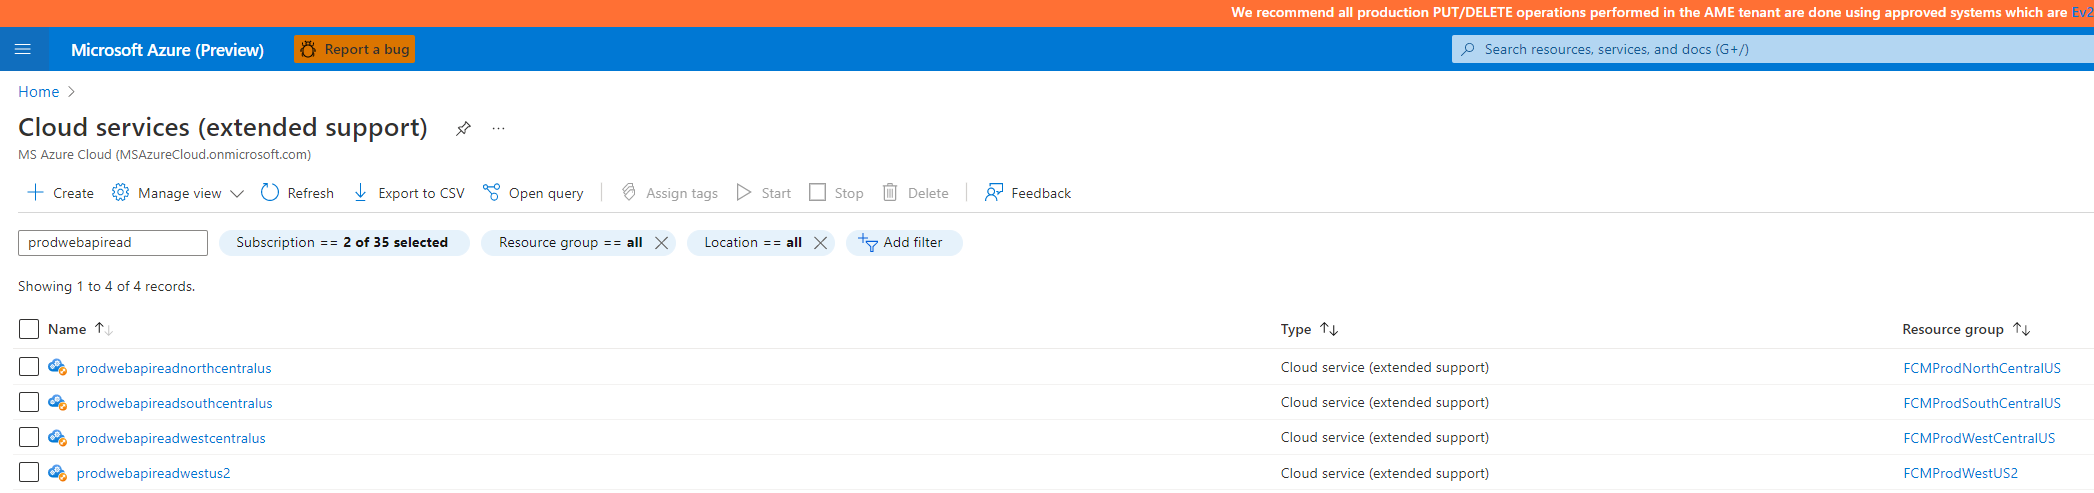 We recommend all production PUT/DELETE operations performed in the AME tenant are done using approved systems which are Ev2
Microsoft Azure (Preview) Report a bug Search resources, services, and docs (G+/)
Home >
Cloud services (extended support) ...
MS Azure Cloud (MSAzureCloud.onmicrosoft.com)
Create Manage view Refresh Export to CSV Open query Assign tags Start Stop Delete Feedback
prodwebapiread Subscription == 2 of 35 selected Resource group == all Location == all Add filter
Showing 1 to 4 of 4 records.
Name Type Resource group
prodwebapireadnorthcentralus Cloud service (extended support) FCMProdNorthCentralUS
prodwebapireadsouthcentralus Cloud service (extended support) FCMProdSouthCentralUS
prodwebapireadwestcentralus Cloud service (extended support) FCMProdWestCentralUS
prodwebapireadwestus2 Cloud service (extended support) FCMProdWestUS2